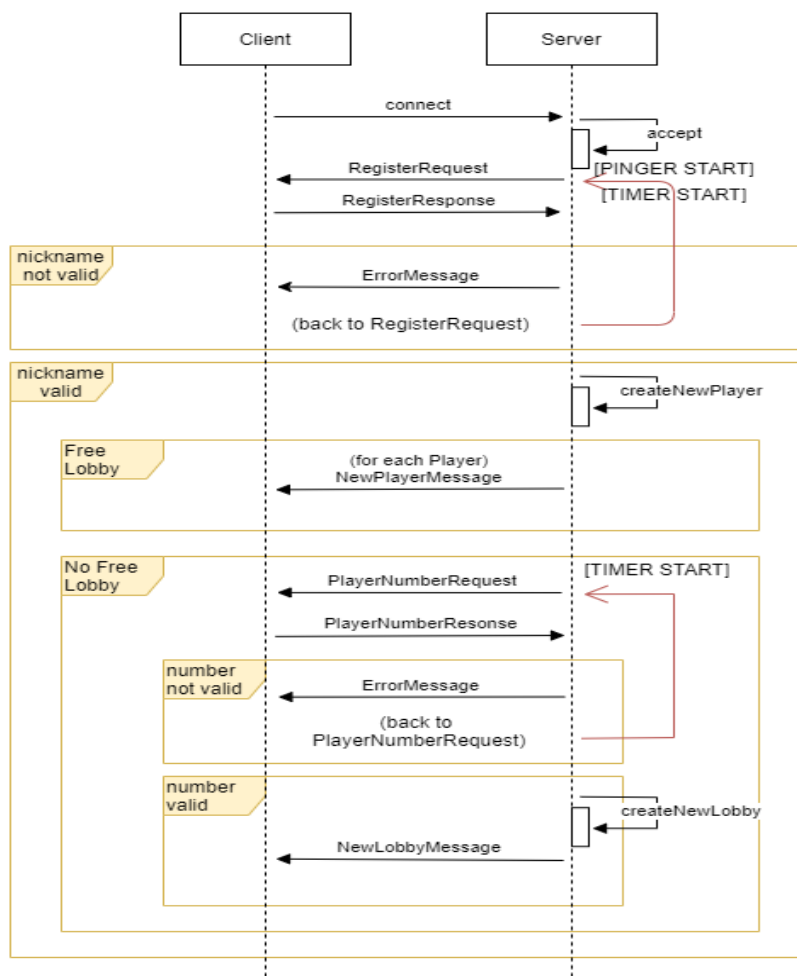 Client
Server
connect
accept
RegisterRequest
[PINGER START]
RegisterResponse
[TIMER START]
nickname
not valid
ErrorMessage
(back to RegisterRequest)
nickname
valid
createNewPlayer
Free
Lobby
(for each Player)
NewPlayerMessage
No Free
Lobby
PlayerNumberRequest
[TIMER START]
PlayerNumberResonse
number
not valid
ErrorMessage
(back to
PlayerNumberRequest)
number
valid
createNewLobby
NewLobbyMessage